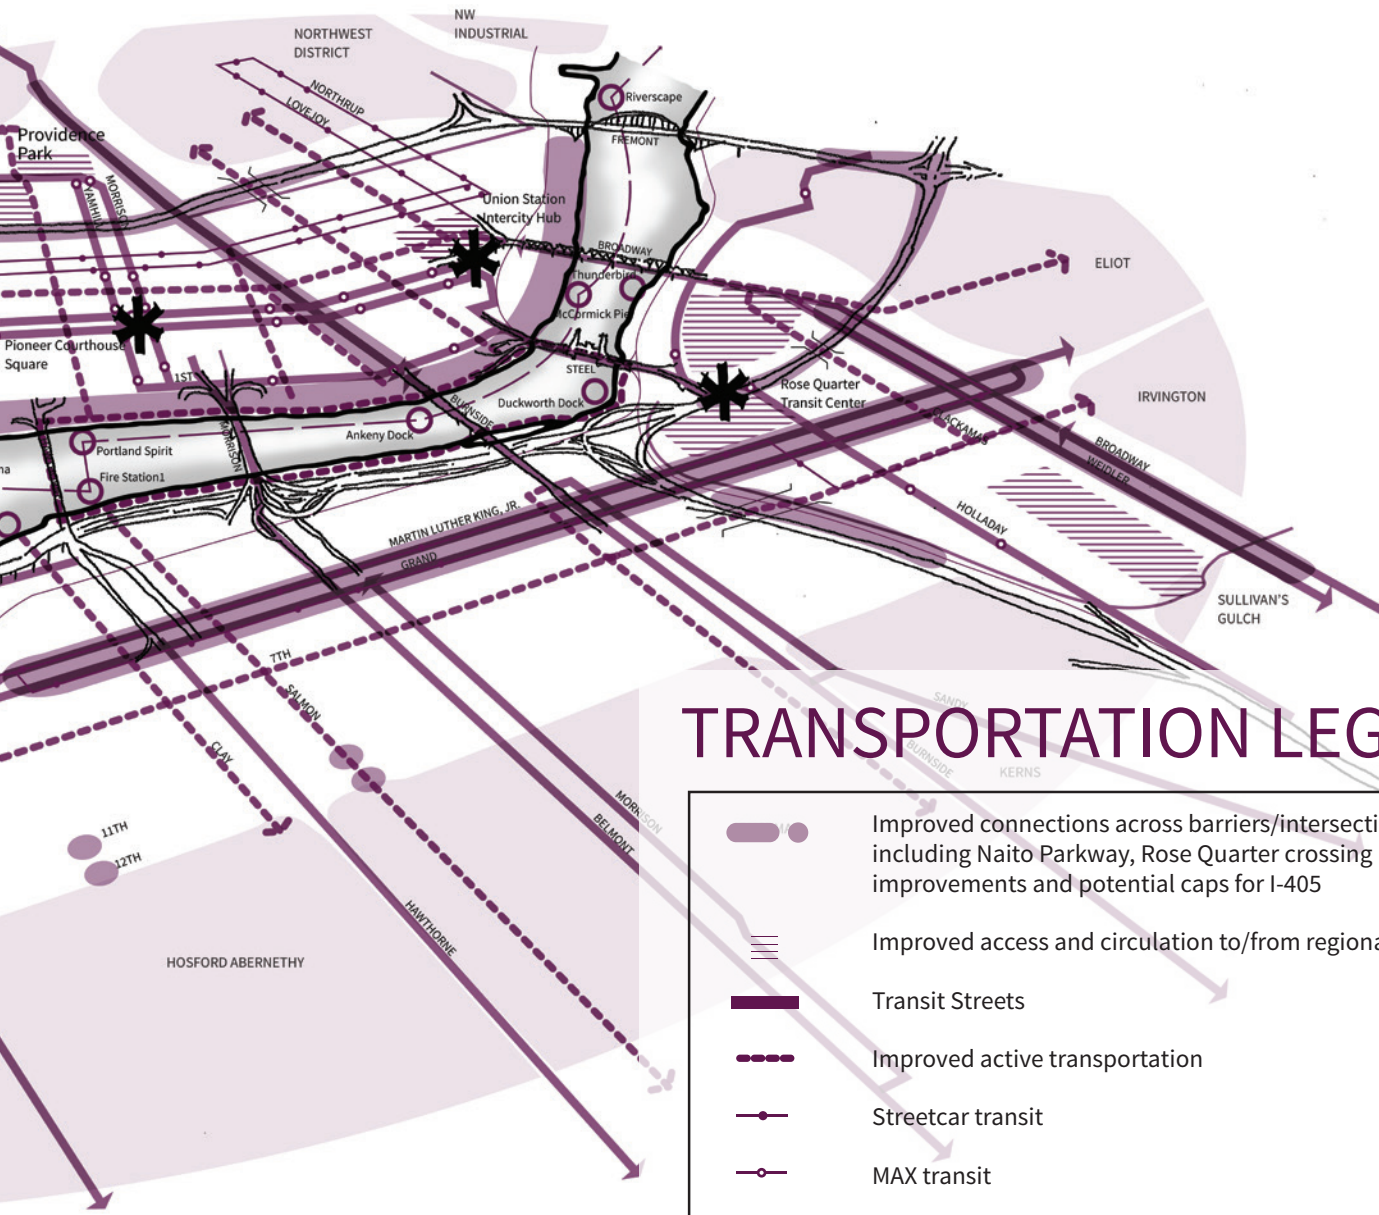 NW
INDUSTRIAL
NORTHWEST
DISTRICT
NORTHRUP
LOVEJOY
Riverscape
FREMONT
Providence
Park
YAMHILL
MORRISON
Union Station
Intercity Hub
BROADWAY
Thunderbird
McCormick Pie
ELIOT
Pioneer Courthouse
Square
1ST
STEEL
Rose Quarter
Transit Center
Duckworth Dock
BURNSIDE
Ankeny Dock
MORRISON
IRVINGTON
CLACKAMAS
BROADWAY
WEIDLER
Portland Spirit
Fire Station1
HOLLADAY
MARTIN LUTHER KING, JR.
GRAND
SULLIVAN'S
GULCH
7TH
SALMON
CLAY
SANDY
BURNSIDE
KERNS
11TH
12TH
MORRISON
BELMONT
HAWTHORNE
HOSFORD ABERNETHY
TRANSPORTATION LEG
Improved connections across barriers/intersecti
including Naito Parkway, Rose Quarter crossing
improvements and potential caps for I-405
Improved access and circulation to/from regiona
Transit Streets
Improved active transportation
Streetcar transit
MAX transit